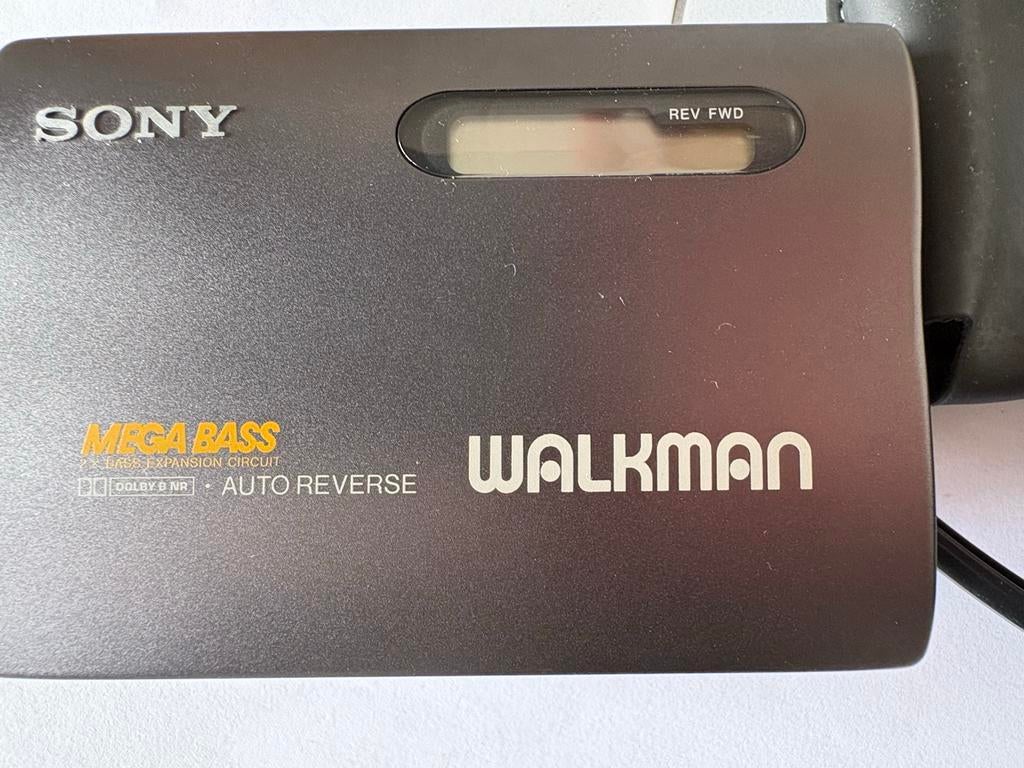 SONY
REV FWD
MEGA BASS
BASS EXPANSION CIRCUIT
DOLBY B NR · AUTO REVERSE
WALKMAN